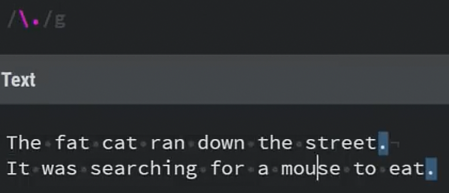 /\./g
Text
The fat cat ran down the street.
It was searching for a mouse to eat.